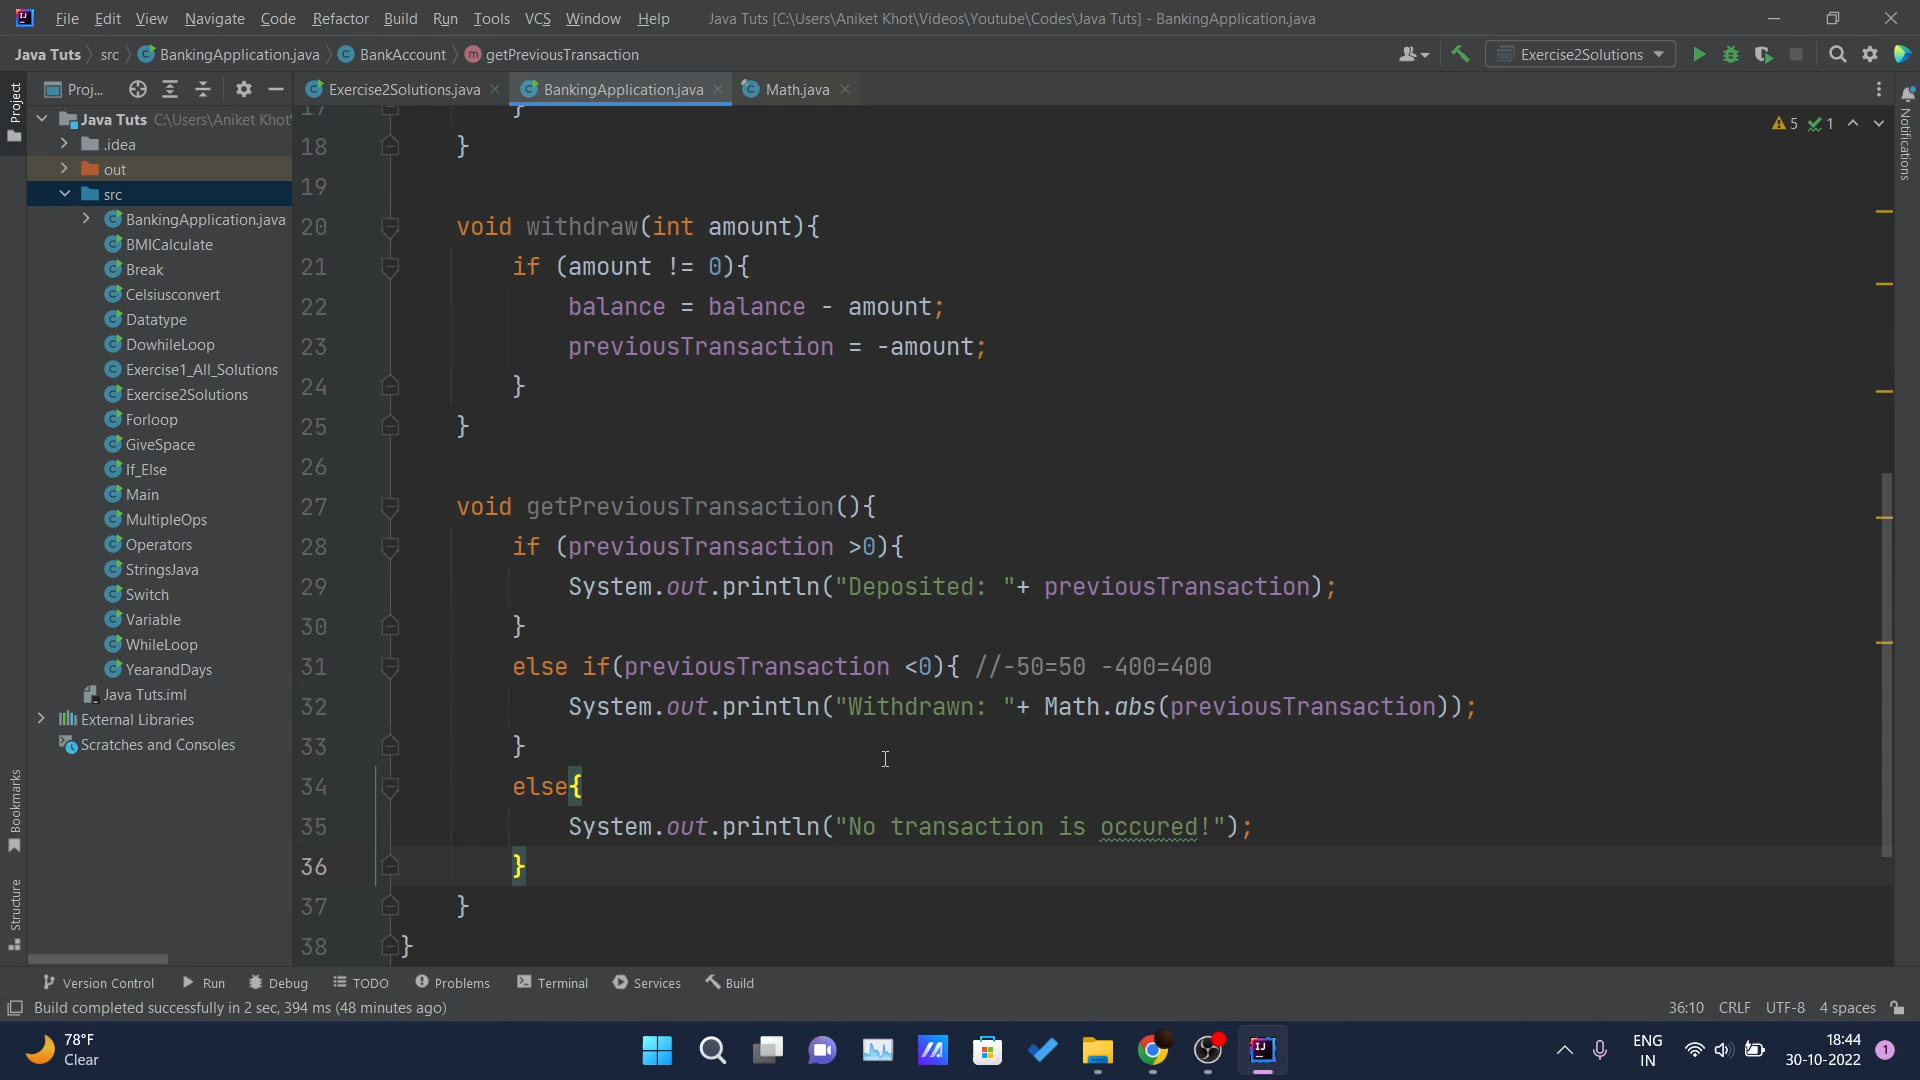 File Edit View Navigate Code Refactor Build Run Tools VCS Window Help Java Tuts [C:\Users\Aniket Khot\Videos\Youtube\Codes\Java Tuts] - BankingApplication.java
Java Tuts src BankingApplication.java BankAccount getPreviousTransaction Exercise2Solutions
Project
Proj...
Exercise2Solutions.java BankingApplication.java Math.java
Notifications
Java Tuts C:\Users\Aniket Khot\
.idea
out
src
BankingApplication.java
BMICalculate
Break
Celsiusconvert
Datatype
DowhileLoop
Exercise1_All_Solutions
Exercise2Solutions
Forloop
GiveSpace
If_Else
Main
MultipleOps
Operators
StringsJava
Switch
Variable
WhileLoop
YearandDays
Java Tuts.iml
External Libraries
Scratches and Consoles
Bookmarks
Structure
5 1
17 }
18 }
19
20 void withdraw(int amount){
21 if (amount != 0){
22 balance = balance - amount;
23 previousTransaction = -amount;
24 }
25 }
26
27 void getPreviousTransaction(){
28 if (previousTransaction >0){
29 System.out.println("Deposited: "+ previousTransaction);
30 }
31 else if(previousTransaction <0){ //-50=50 -400=400
32 System.out.println("Withdrawn: "+ Math.abs(previousTransaction));
33 }
34 else{
35 System.out.println("No transaction is occured!");
36 }
37 }
38 }
Version Control Run Debug TODO Problems Terminal Services Build
Build completed successfully in 2 sec, 394 ms (48 minutes ago) 36:10 CRLF UTF-8 4 spaces
78°F
Clear
ENG
IN
18:44
30-10-2022
1